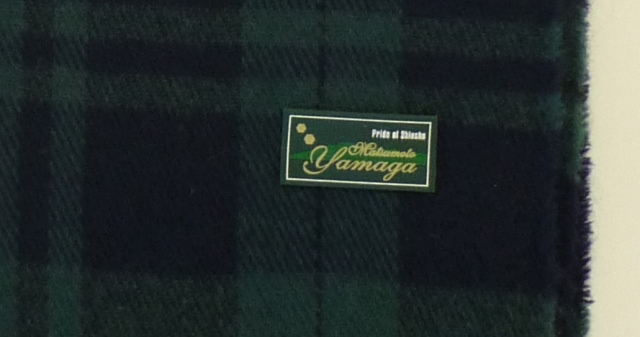 Pride of Shinshu
Matsumoto
Yamaga